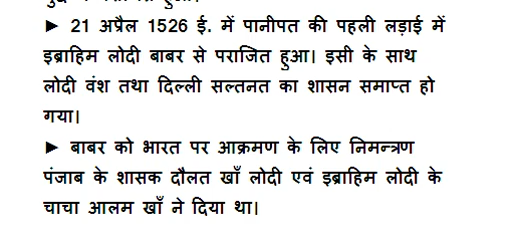 ► 21 अप्रैल 1526 ई. में पानीपत की पहली लड़ाई में
इब्राहिम लोदी बाबर से पराजित हुआ। इसी के साथ
लोदी वंश तथा दिल्ली सल्तनत का शासन समाप्त हो
गया।
► बाबर को भारत पर आक्रमण के लिए निमन्त्रण
पंजाब के शासक दौलत खाँ लोदी एवं इब्राहिम लोदी के
चाचा आलम खाँ ने दिया था।